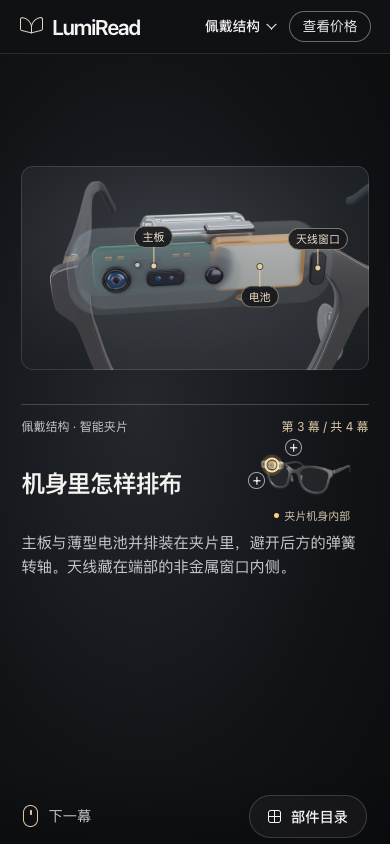 LumiRead
佩戴结构
查看价格
主板
天线窗口
电池
佩戴结构 · 智能夹片
第 3 幕 / 共 4 幕
机身里怎样排布
夹片机身内部
主板与薄型电池并排装在夹片里，避开后方的弹簧
转轴。天线藏在端部的非金属窗口内侧。
下一幕
部件目录